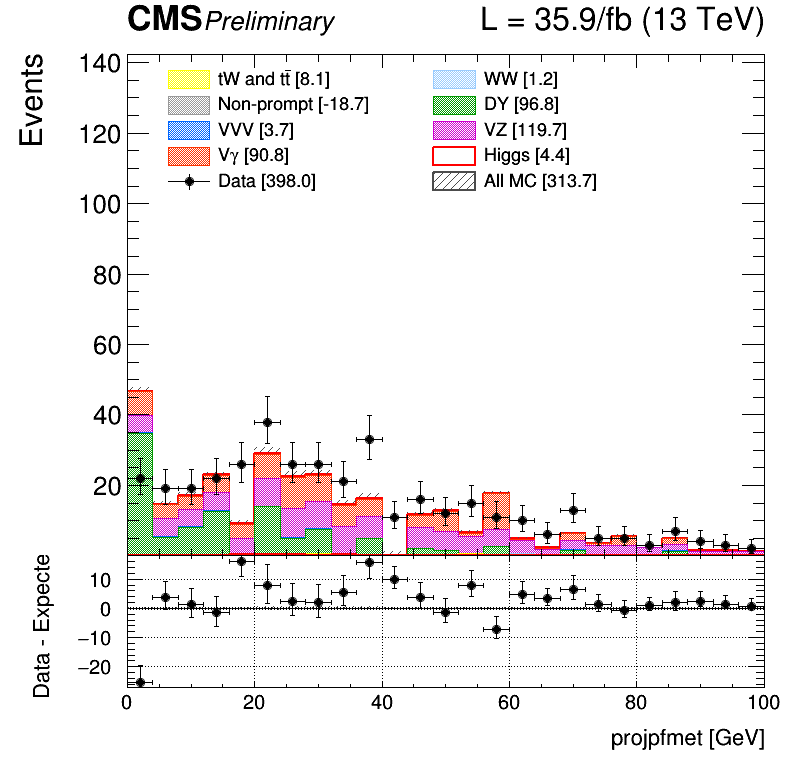 CMS Preliminary L = 35.9/fb (13 TeV)
Events
140
120
100
80
60
40
20
tW and tt̄ [8.1]
WW [1.2]
Non-prompt [-18.7]
DY [96.8]
VVV [3.7]
VZ [119.7]
Vγ [90.8]
Higgs [4.4]
Data [398.0]
All MC [313.7]
Data - Expecte
10
0
−10
−20
0 20 40 60 80 100
projpfmet [GeV]